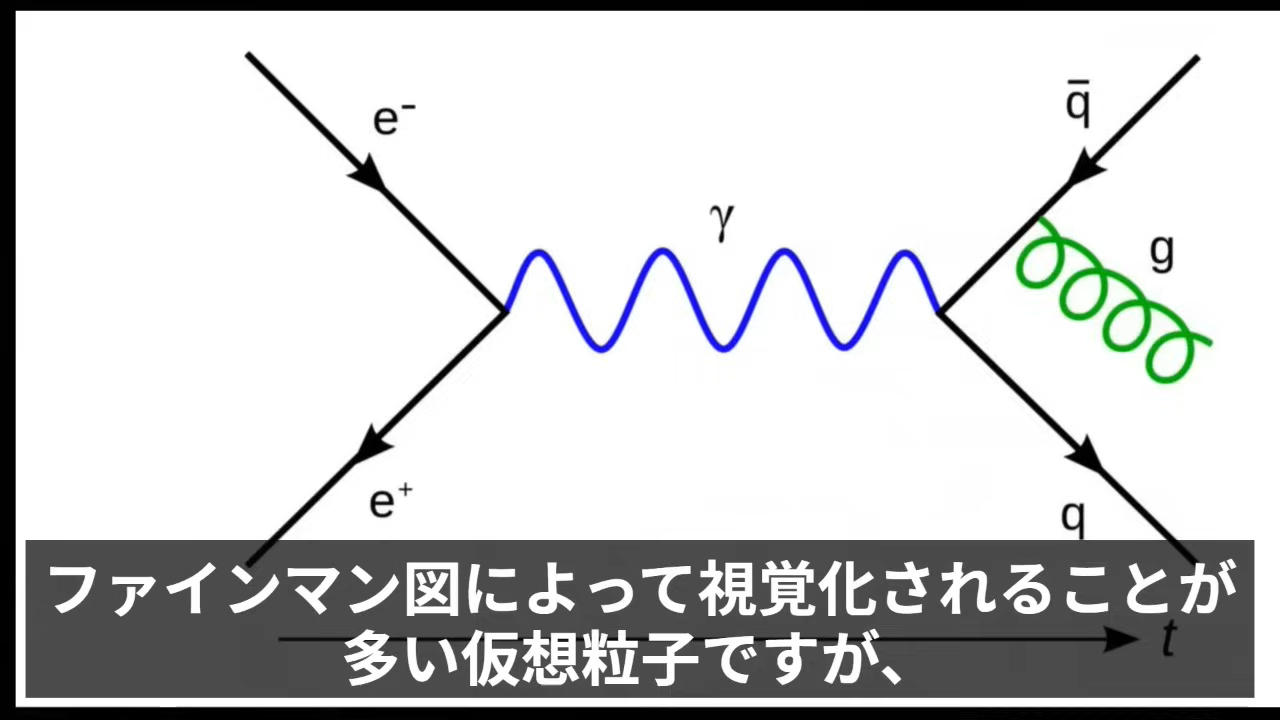 e⁻
q̄
γ
g
e⁺
q
ファインマン図によって視覚化されることが
多い仮想粒子ですが、
t